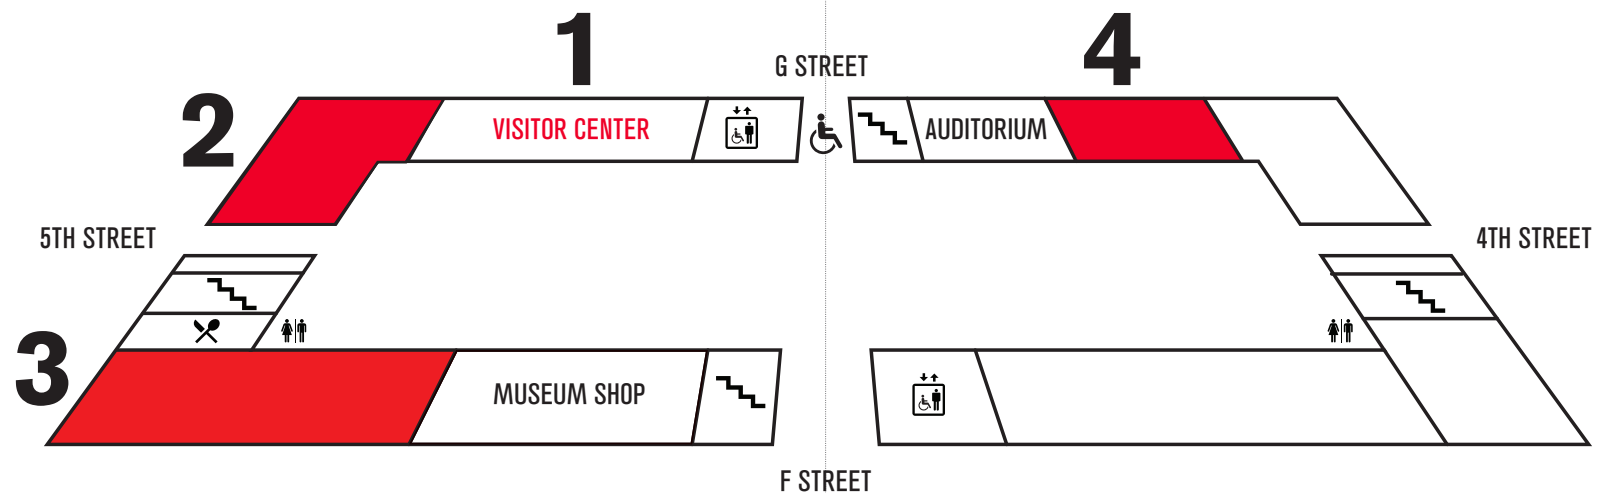 1
4
G STREET
2
VISITOR CENTER
AUDITORIUM
5TH STREET
4TH STREET
3
MUSEUM SHOP
F STREET